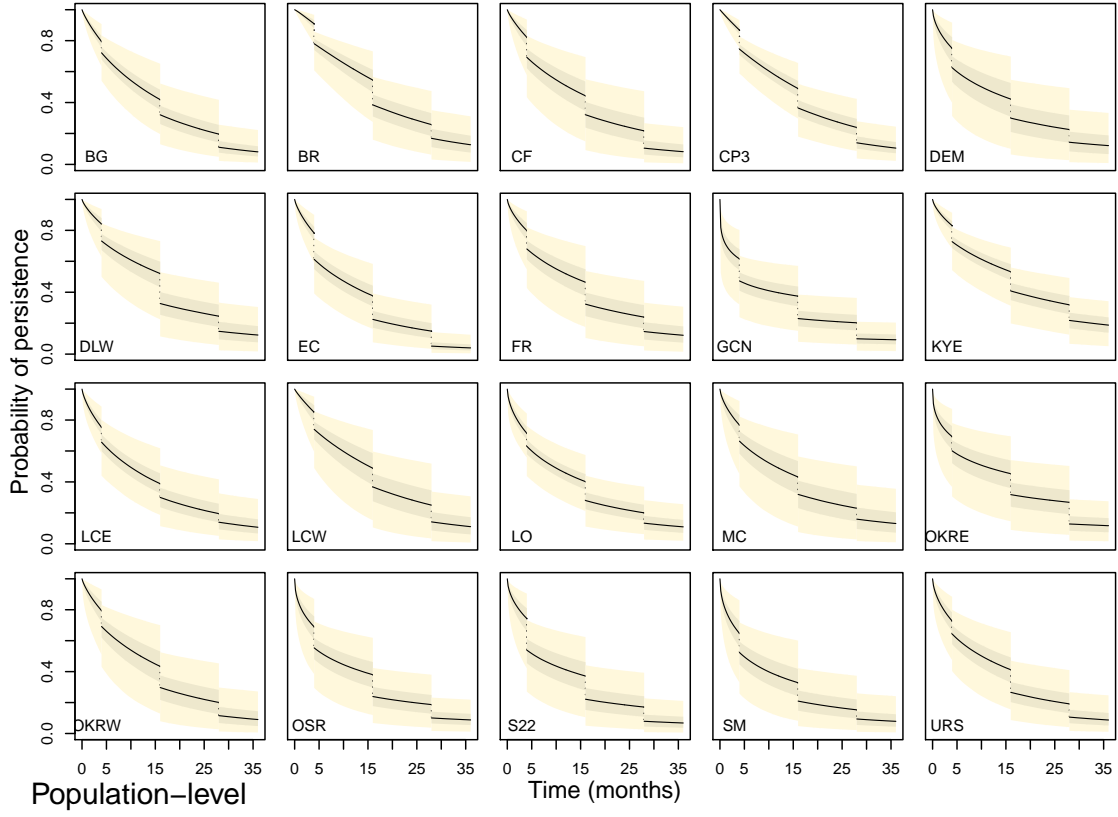 0.8
0.4
0.0
BG
BR
CF
CP3
DEM
0.8
0.4
0.0
DLW
EC
FR
GCN
KYE
Probability of persistence
0.8
0.4
0.0
LCE
LCW
LO
MC
OKRE
0.8
0.4
0.0
OKRW
OSR
S22
SM
URS
0 5 15 25 35
0 5 15 25 35
0 5 15 25 35
0 5 15 25 35
0 5 15 25 35
Time (months)
Population−level